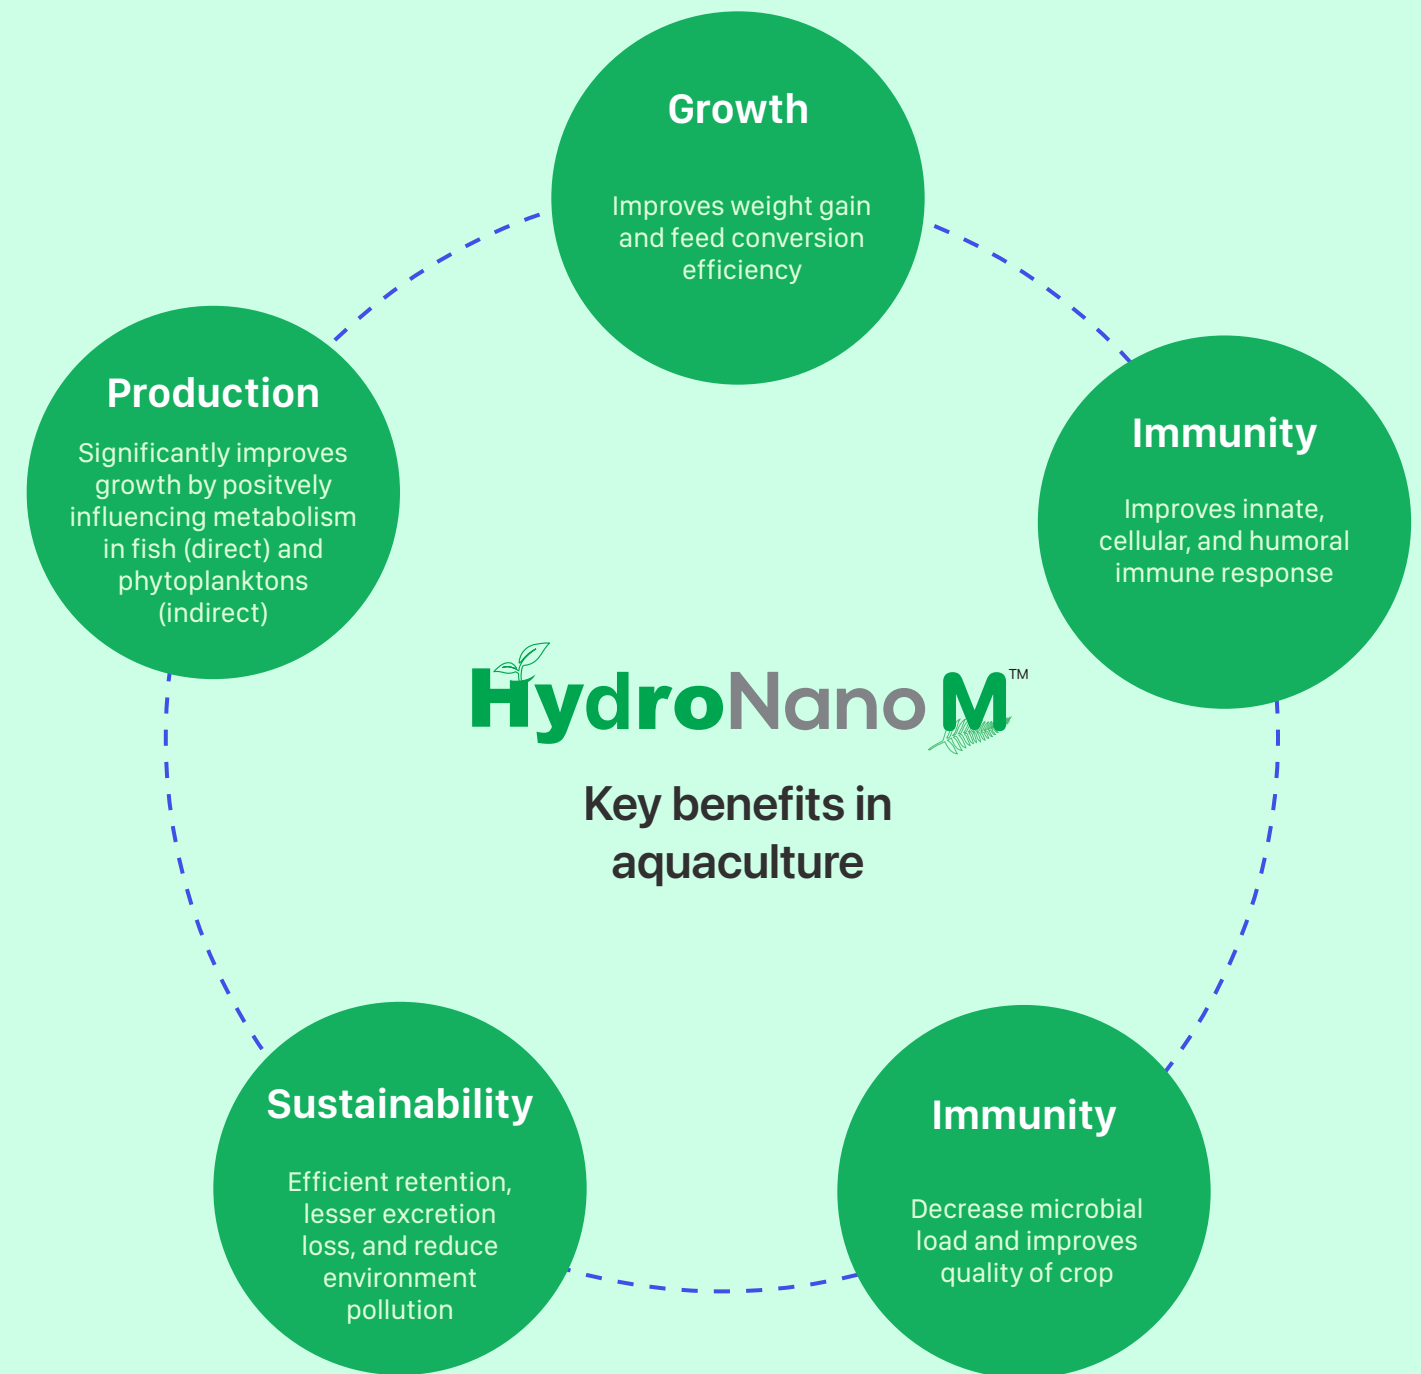 Growth
Improves weight gain
and feed conversion
efficiency
Production
Significantly improves
growth by positvely
influencing metabolism
in fish (direct) and
phytoplanktons
(indirect)
Immunity
Improves innate,
cellular, and humoral
immune response
HydroNano M™
Key benefits in
aquaculture
Sustainability
Efficient retention,
lesser excretion
loss, and reduce
environment
pollution
Immunity
Decrease microbial
load and improves
quality of crop